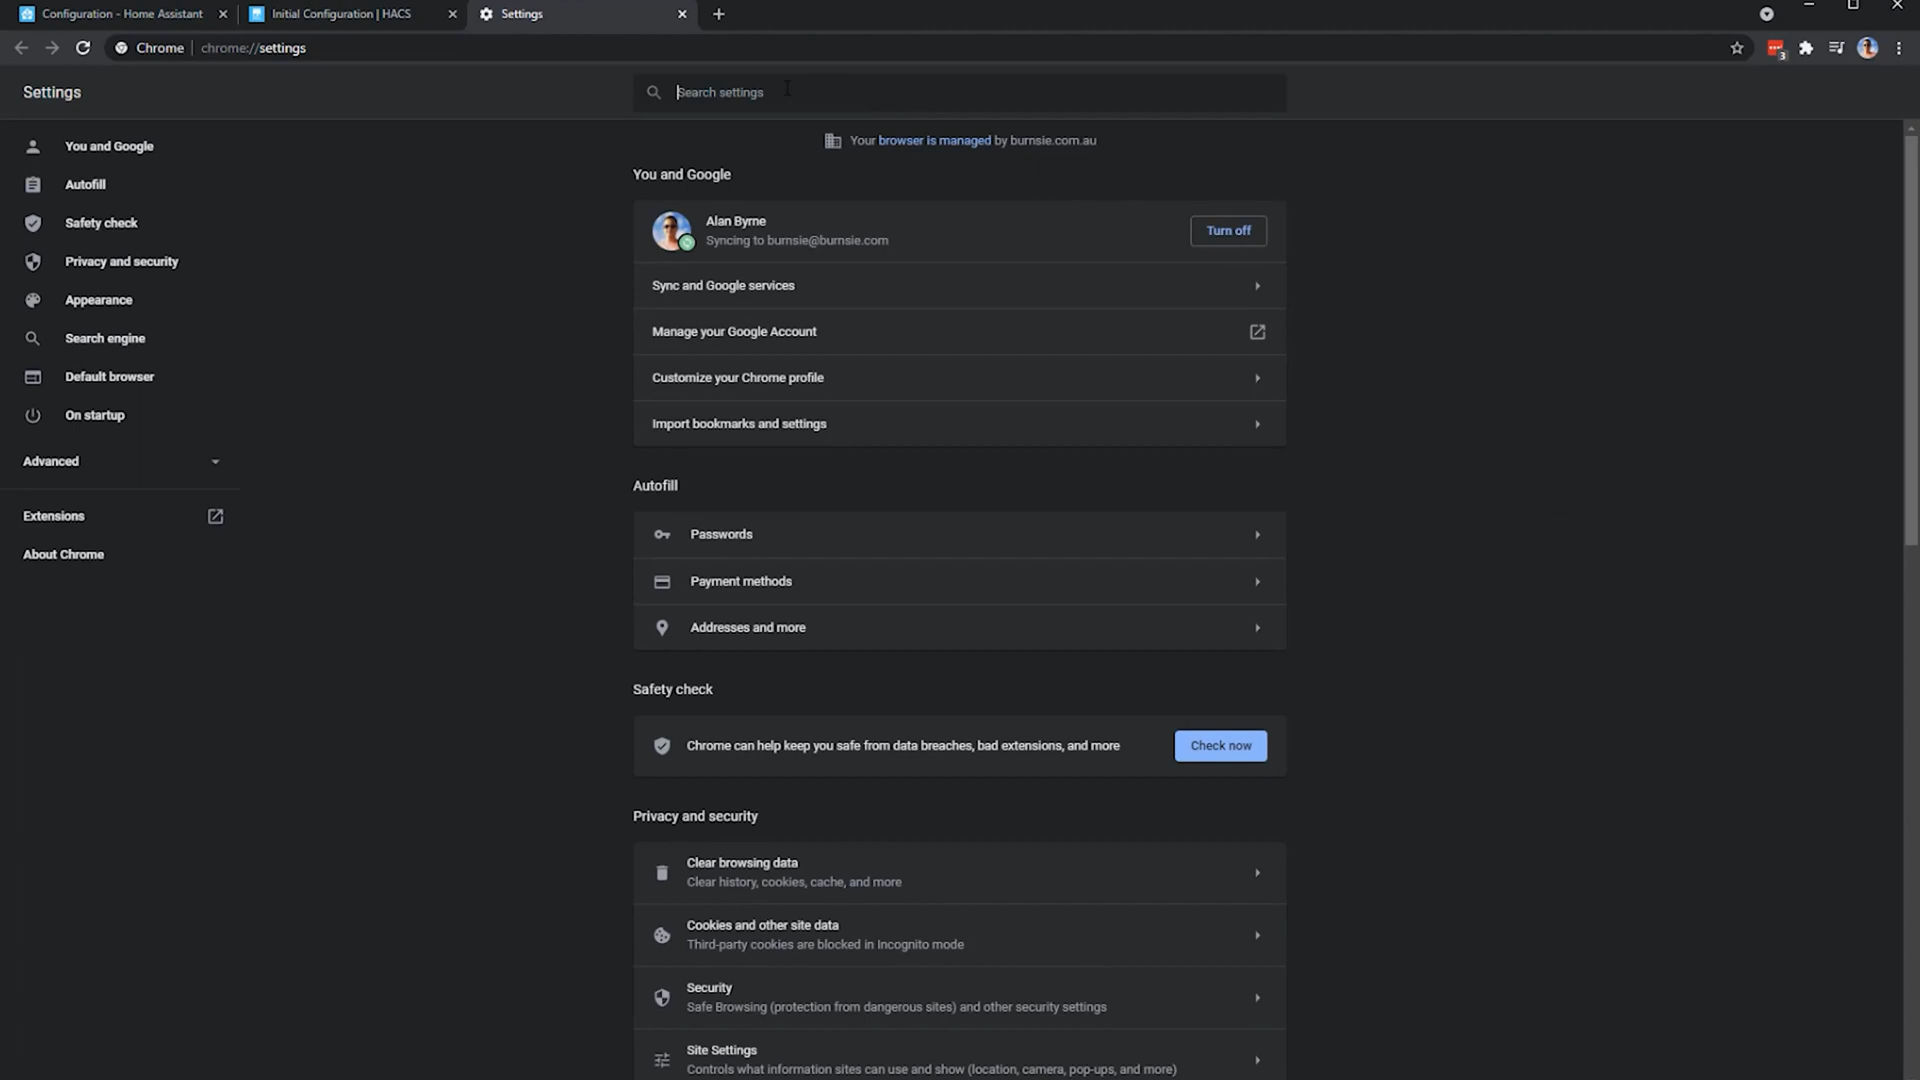 Configuration - Home Assistant
Initial Configuration | HACS
Settings
Chrome
chrome://settings
3
Settings
Search settings
You and Google
Autofill
Safety check
Privacy and security
Appearance
Search engine
Default browser
On startup
Advanced
Extensions
About Chrome
Your browser is managed by burnsie.com.au
You and Google
Alan Byrne
Syncing to burnsie@burnsie.com
Turn off
Sync and Google services
Manage your Google Account
Customize your Chrome profile
Import bookmarks and settings
Autofill
Passwords
Payment methods
Addresses and more
Safety check
Chrome can help keep you safe from data breaches, bad extensions, and more
Check now
Privacy and security
Clear browsing data
Clear history, cookies, cache, and more
Cookies and other site data
Third-party cookies are blocked in Incognito mode
Security
Safe Browsing (protection from dangerous sites) and other security settings
Site Settings
Controls what information sites can use and show (location, camera, pop-ups, and more)